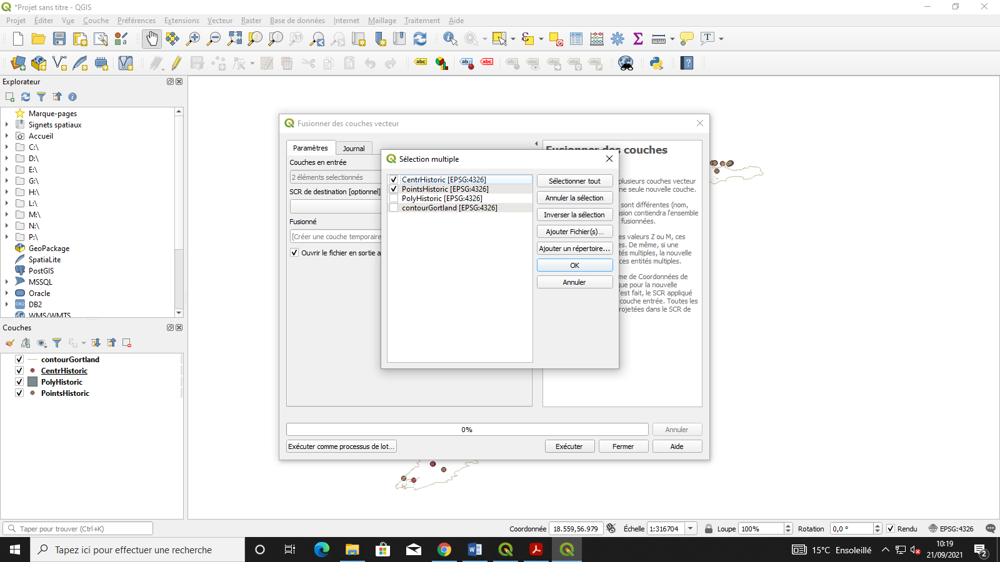 *Projet sans titre - QGIS
Projet Éditer Vue Couche Préférences Extensions Vecteur Raster Base de données Internet Maillage Traitement Aide
Explorateur
Marque-pages
Signets spatiaux
Accueil
C:\
D:\
E:\
G:\
H:\
L:\
M:\
N:\
P:\
GeoPackage
SpatiaLite
PostGIS
MSSQL
Oracle
DB2
WMS/WMTS
Couches
contourGortland
CentrHistoric
PolyHistoric
PointsHistoric
Fusionner des couches vecteur
Paramètres Journal
Couches en entrée
2 éléments selectionnés
SCR de destination [optionnel]
Fusionné
[Créer une couche temporaire
Ouvrir le fichier en sortie a
Fusionner des couches
plusieurs couches vecteur
ne seule nouvelle couche.
sont différentes (nom,
usion contiendra l'ensemble
fusionnées.
es valeurs Z ou M, ces
es. De même, si une
tés multiples, la nouvelle
ces entités multiples.
me de Coordonnées de
que pour la nouvelle
'est fait, le SCR appliqué
couche entrée. Toutes les
rojetées dans le SCR de
Sélection multiple
CentrHistoric [EPSG:4326]
PointsHistoric [EPSG:4326]
PolyHistoric [EPSG:4326]
contourGortland [EPSG:4326]
Sélectionner tout
Annuler la sélection
Inverser la sélection
Ajouter Fichier(s)...
Ajouter un répertoire...
OK
Annuler
0%
Annuler
Exécuter comme processus de lot...
Exécuter
Fermer
Aide
Taper pour trouver (Ctrl+K)
Coordonnée 18.559,56.979 Échelle 1:316704 Loupe 100% Rotation 0,0 ° Rendu EPSG:4326
Tapez ici pour effectuer une recherche
15°C Ensoleillé
10:19
21/09/2021
2